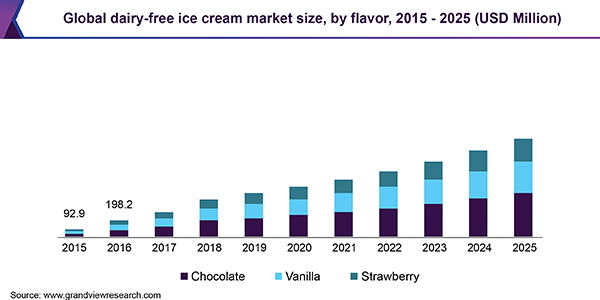 Global dairy-free ice cream market size, by flavor, 2015 - 2025 (USD Million)
92.9
198.2
2015 2016 2017 2018 2019 2020 2021 2022 2023 2024 2025
Chocolate Vanilla Strawberry
Source: www.grandviewresearch.com